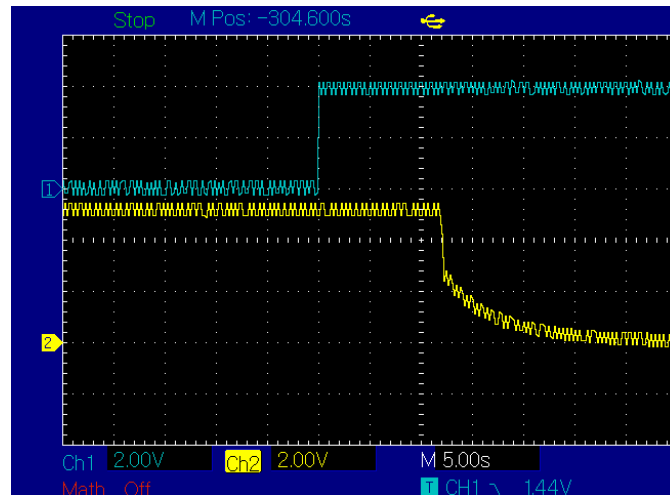 Stop M Pos: -304.600s
1
2
Ch1 2.00V Ch2 2.00V M 5.00s
Math Off T CH1 1.44V